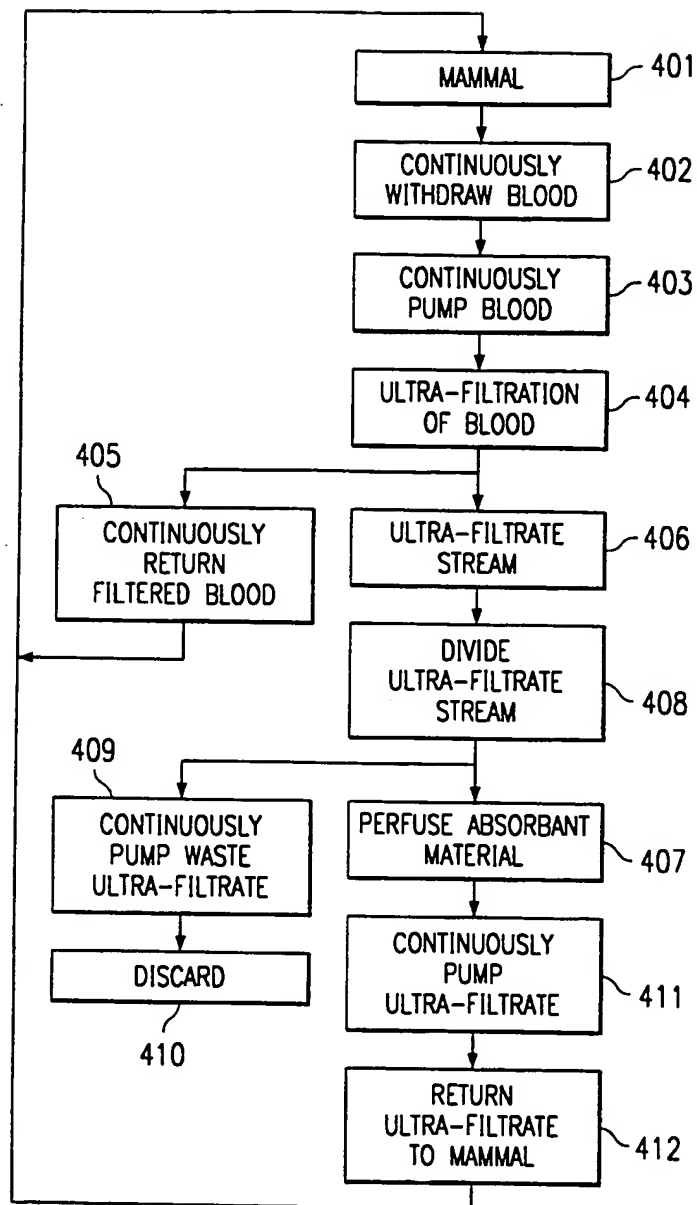 MAMMAL
401
CONTINUOUSLY
WITHDRAW BLOOD
402
CONTINUOUSLY
PUMP BLOOD
403
ULTRA-FILTRATION
OF BLOOD
404
405
CONTINUOUSLY
RETURN
FILTERED BLOOD
ULTRA-FILTRATE
STREAM
406
DIVIDE
ULTRA-FILTRATE
STREAM
408
409
CONTINUOUSLY
PUMP WASTE
ULTRA-FILTRATE
PERFUSE ABSORBANT
MATERIAL
407
DISCARD
410
CONTINUOUSLY
PUMP
ULTRA-FILTRATE
411
RETURN
ULTRA-FILTRATE
TO MAMMAL
412